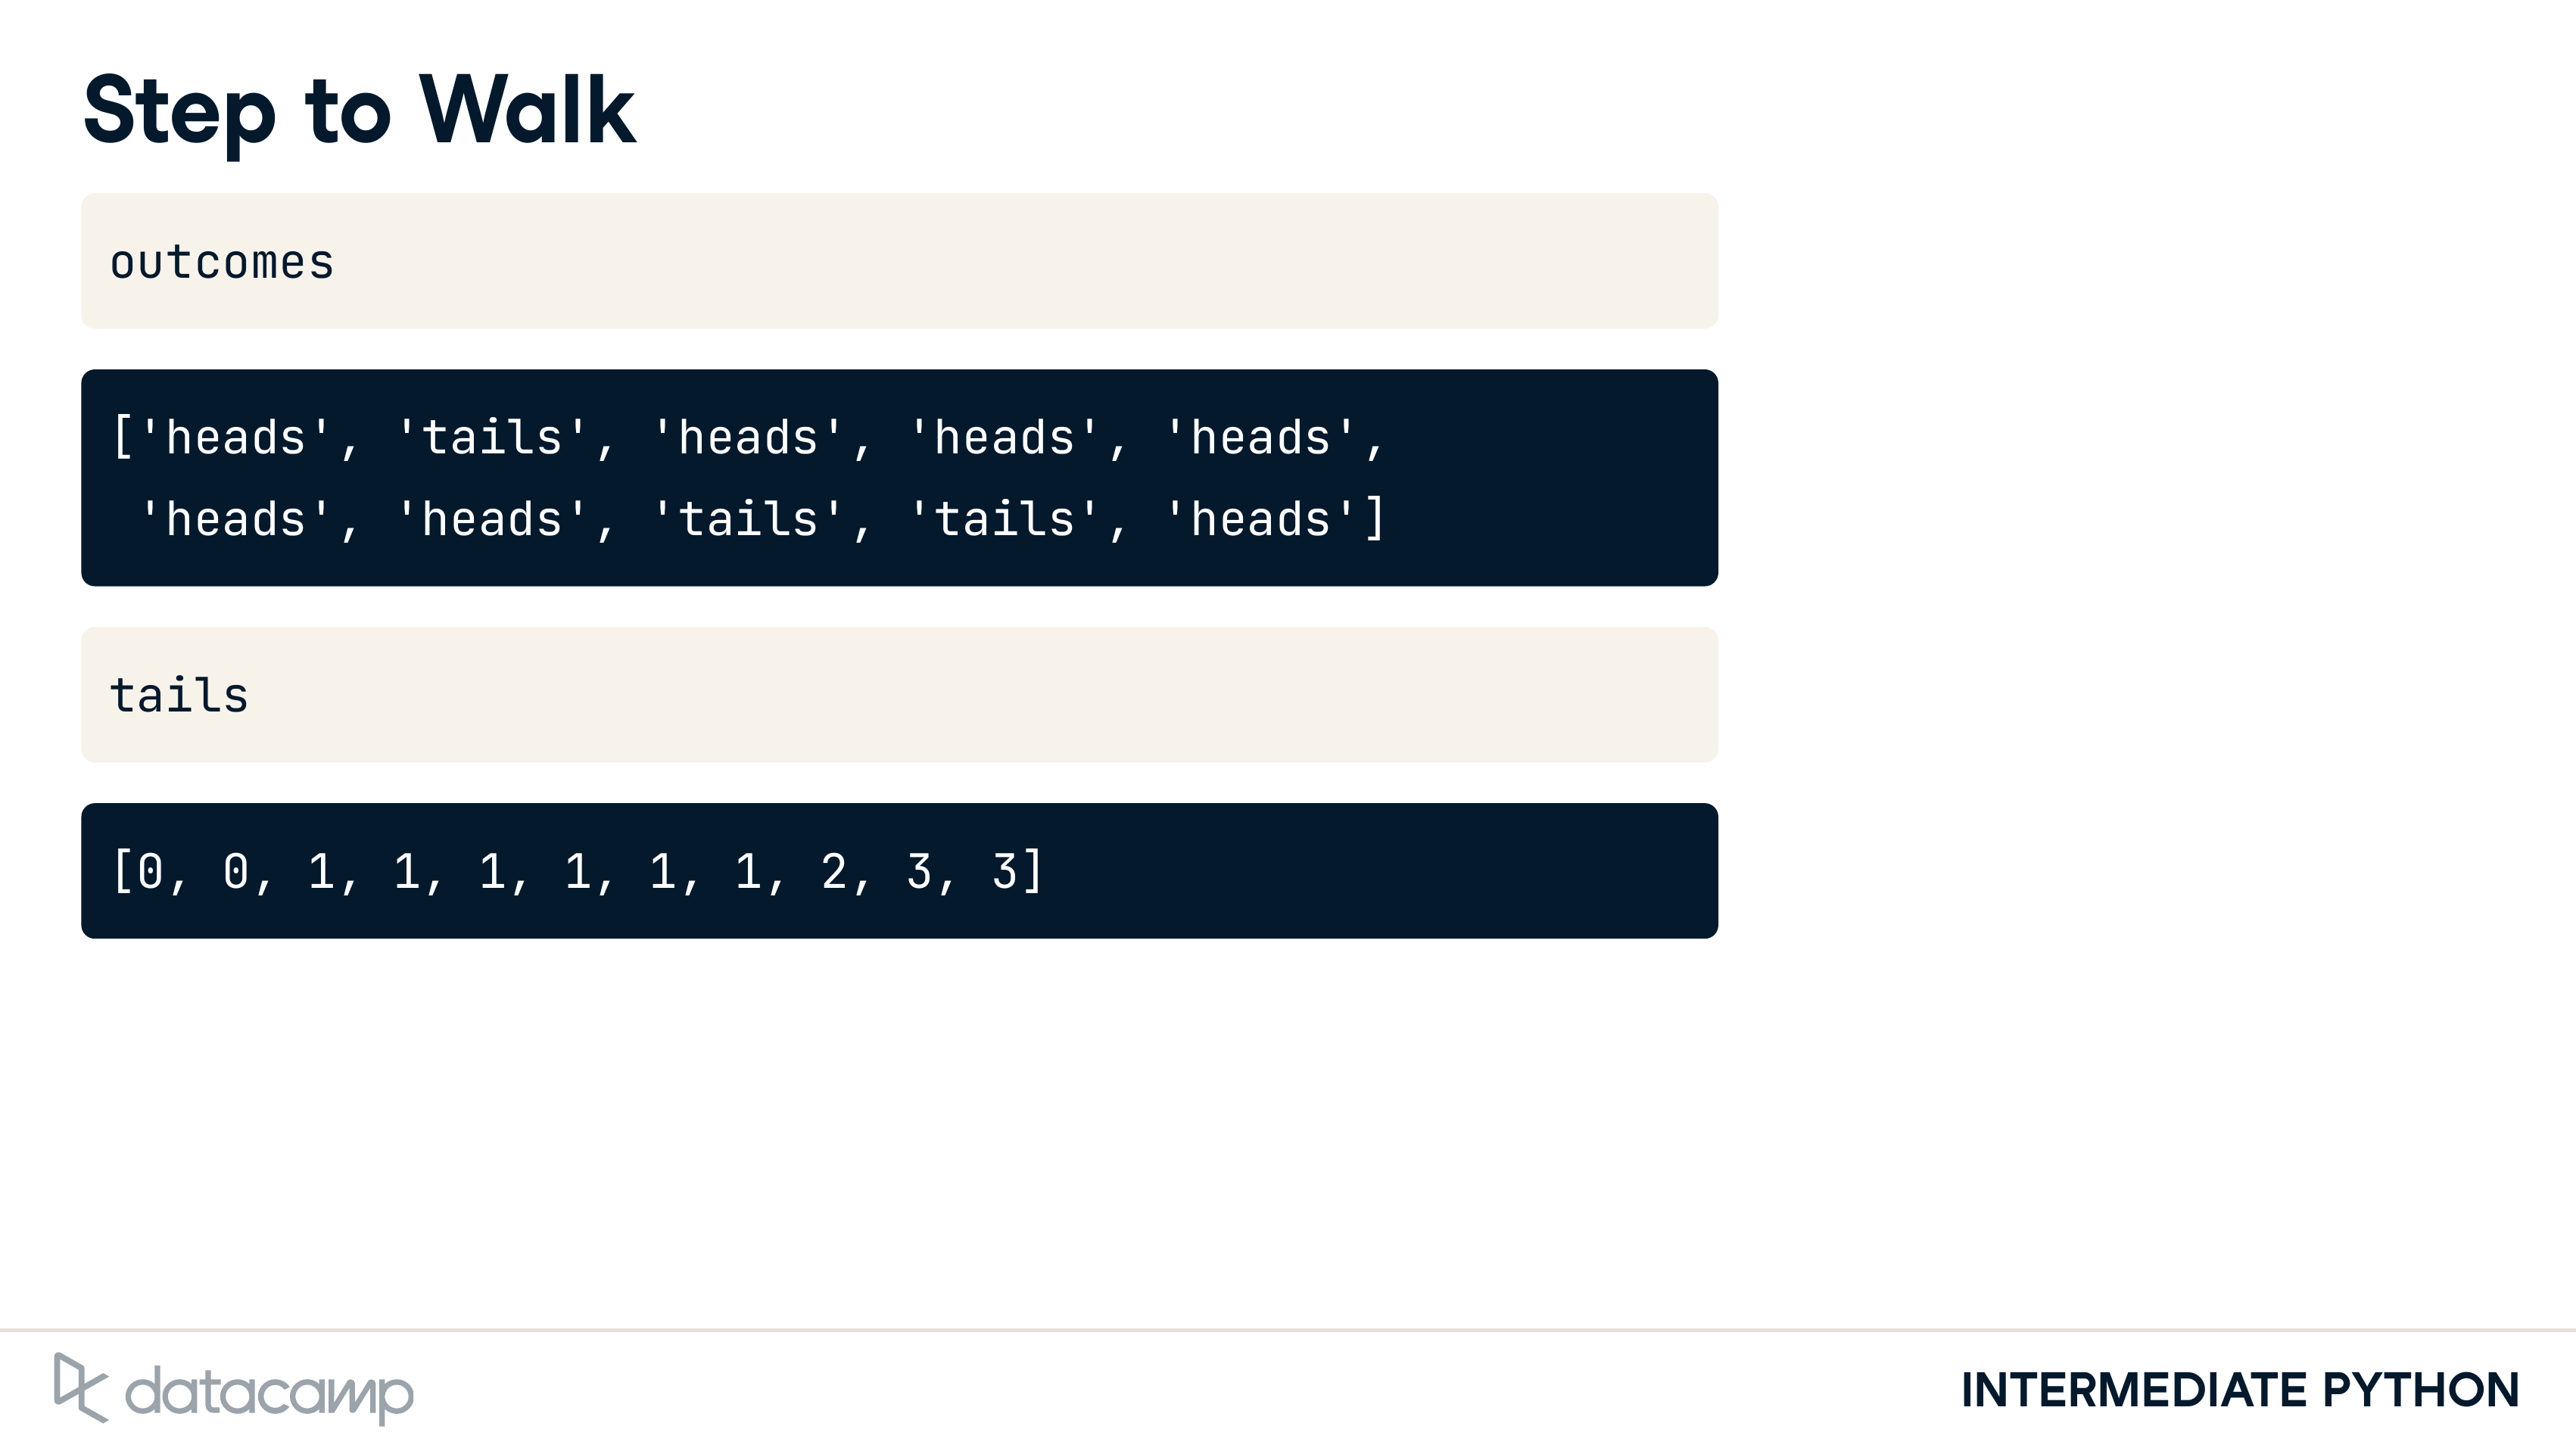 Step to Walk
outcomes
['heads', 'tails', 'heads', 'heads', 'heads',
'heads', 'heads', 'tails', 'tails', 'heads']
tails
[0, 0, 1, 1, 1, 1, 1, 1, 2, 3, 3]
datacamp
INTERMEDIATE PYTHON